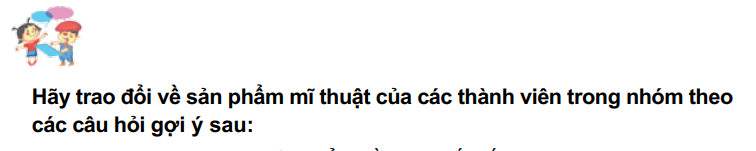 Hãy trao đổi về sản phẩm mĩ thuật của các thành viên trong nhóm theo
các câu hỏi gợi ý sau: